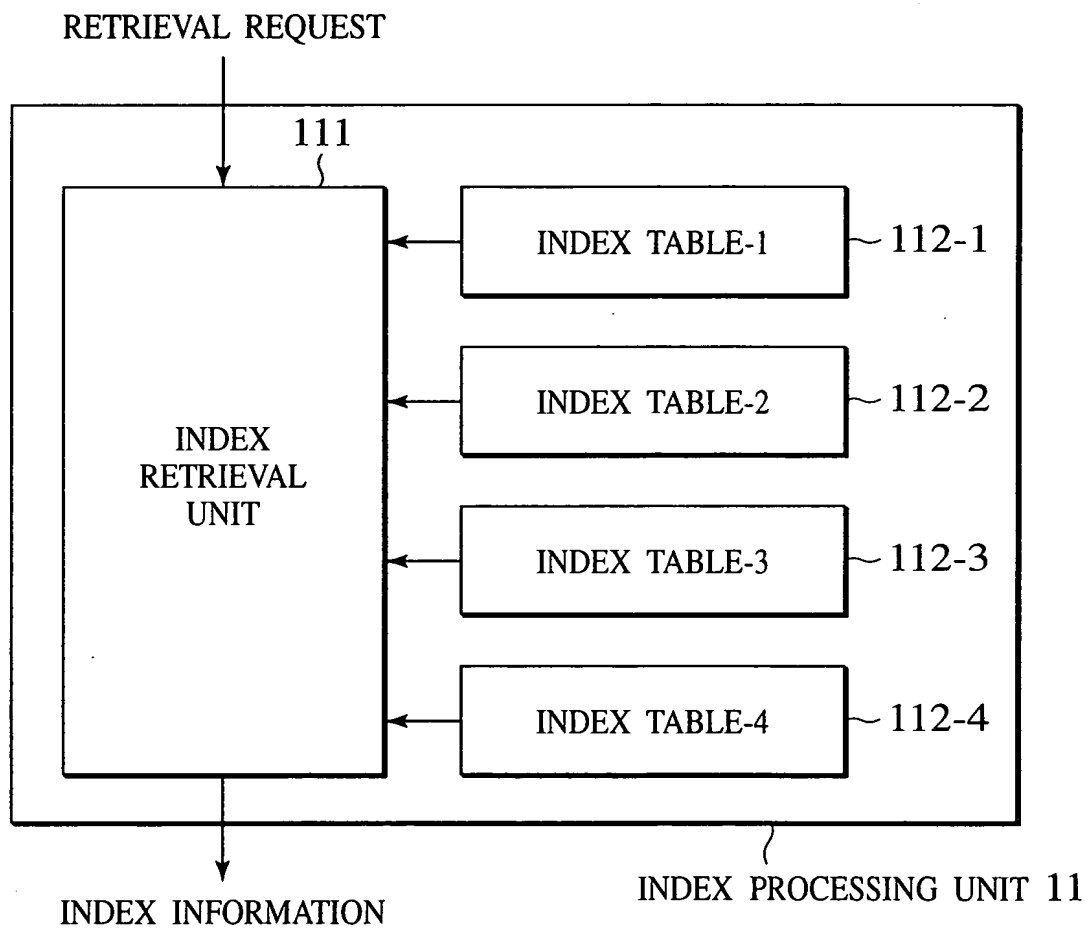 RETRIEVAL REQUEST
111
INDEX TABLE-1
112-1
INDEX TABLE-2
112-2
INDEX
RETRIEVAL
UNIT
INDEX TABLE-3
112-3
INDEX TABLE-4
112-4
INDEX PROCESSING UNIT 11
INDEX INFORMATION